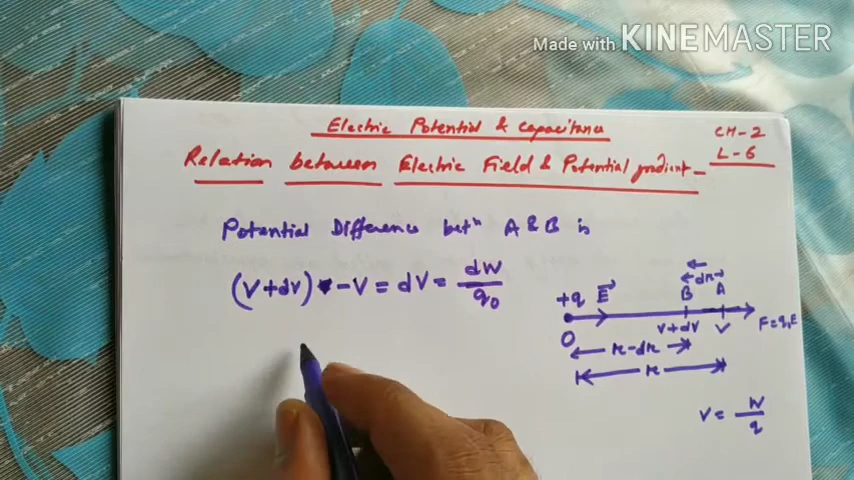 Made with KINEMASTER
Electric Potential & capacitance
CH-2
L-6
Relation between Electric Field & Potential gradient-
Potential Difference betⁿ A & B is
(V+dv) -V = dV = dW/q₀
+q E⃗ B dr A
O V+dV V F=q₀E
r-dr
r
V = W/q